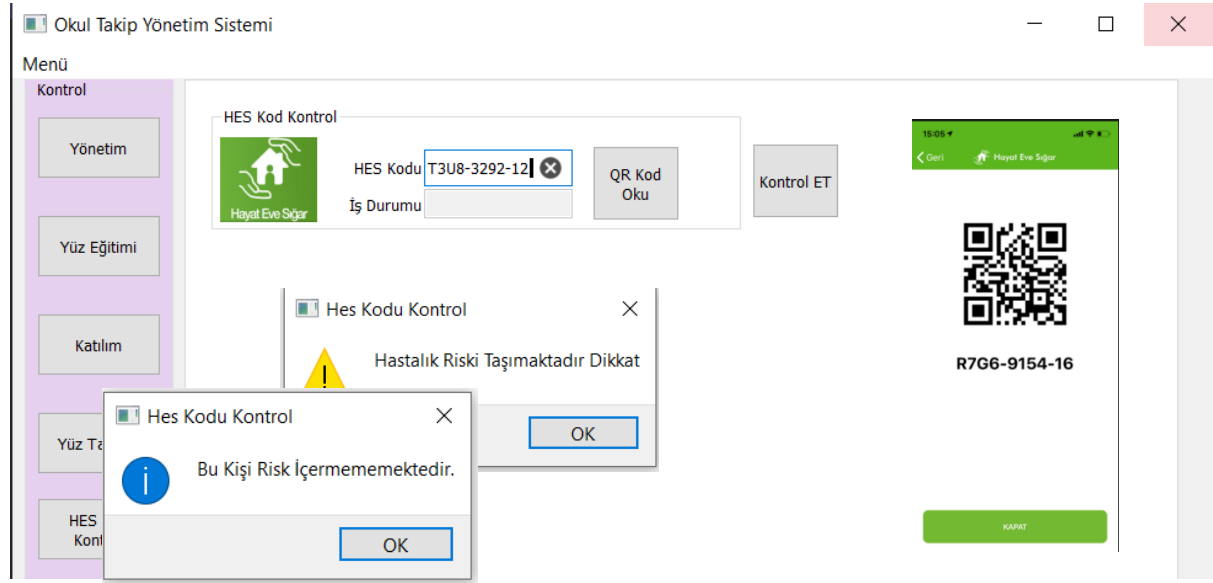 Okul Takip Yönetim Sistemi
Menü
Kontrol
Yönetim
Yüz Eğitimi
Katılım
Yüz Ta
HES
Kont
HES Kod Kontrol
Hayat Eve Sığar
HES Kodu T3U8-3292-12
İş Durumu
QR Kod
Oku
Kontrol ET
15:05
Geri Hayat Eve Sığar
R7G6-9154-16
KAPAT
Hes Kodu Kontrol
Hastalık Riski Taşımaktadır Dikkat
OK
Hes Kodu Kontrol
Bu Kişi Risk İçermememektedir.
OK